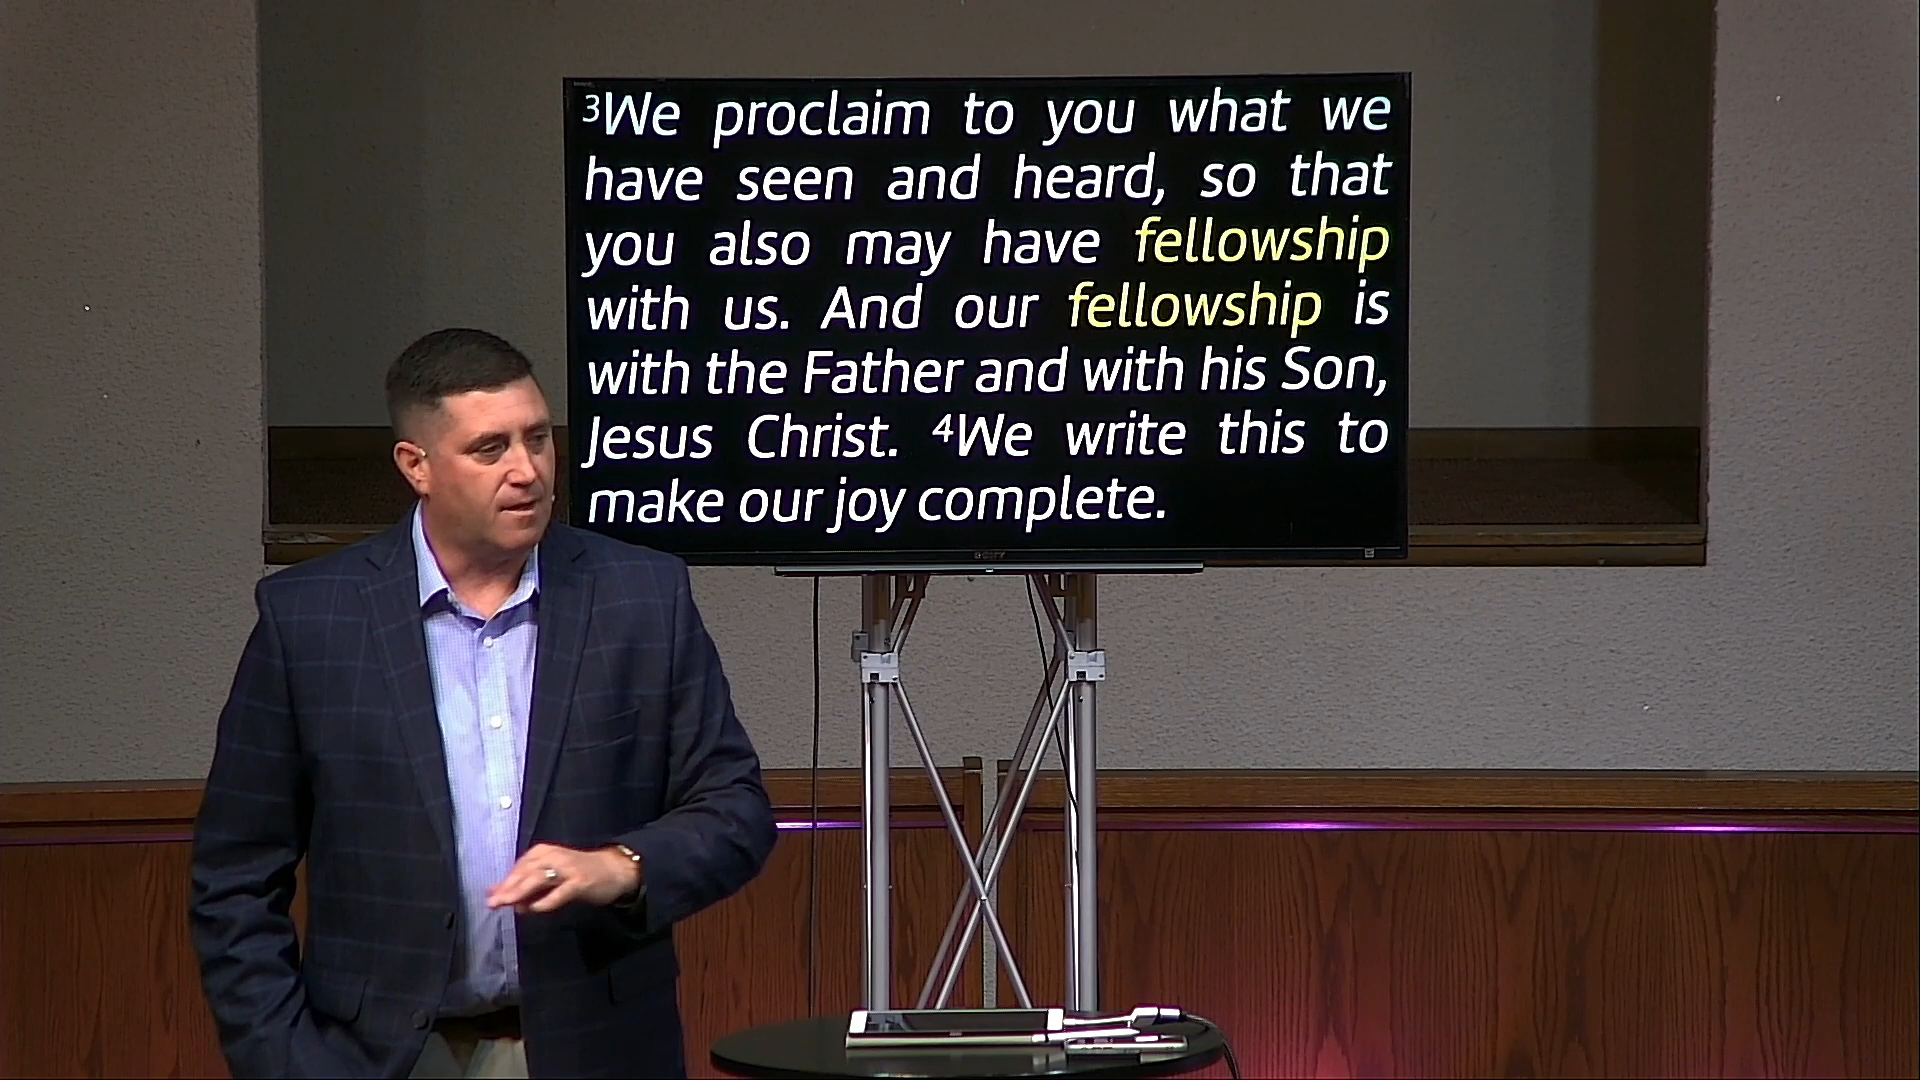 ³We proclaim to you what we
have seen and heard, so that
you also may have fellowship
with us. And our fellowship is
with the Father and with his Son,
Jesus Christ. ⁴We write this to
make our joy complete.
SONY